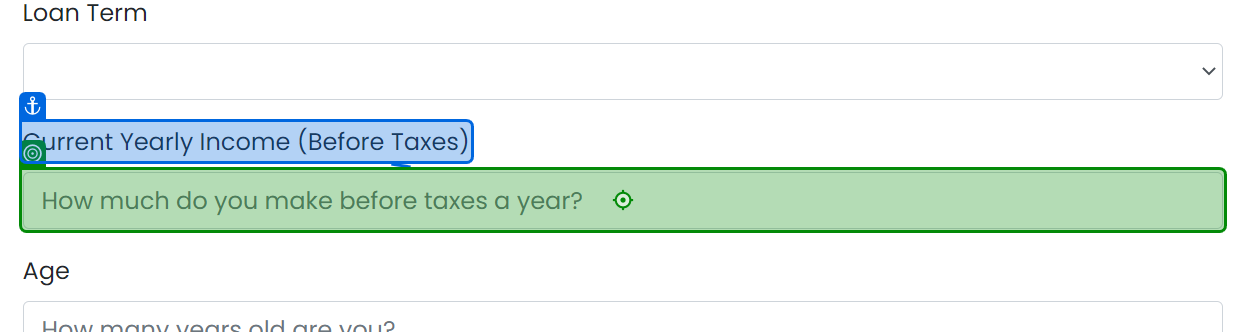 Loan Term
Current Yearly Income (Before Taxes)
How much do you make before taxes a year?
Age
How many years old are you?